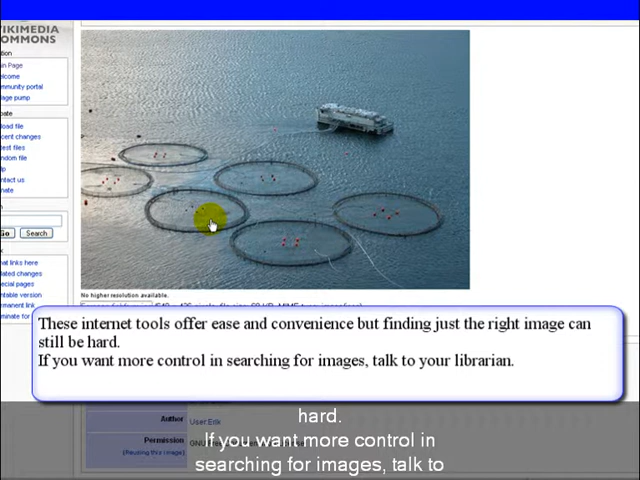 WIKIMEDIA
COMMONS
Main Page
Welcome
Community portal
Village pump
Upload file
Recent changes
Latest files
Random file
Help
Contact us
Donate
Go Search
What links here
Related changes
Special pages
Printable version
Permanent link
No higher resolution available.
These internet tools offer ease and convenience but finding just the right image can
still be hard.
If you want more control in searching for images, talk to your librarian.
Author
User:Erik
Permission
(Reusing this image)
hard.
If you want more control in
searching for images, talk to